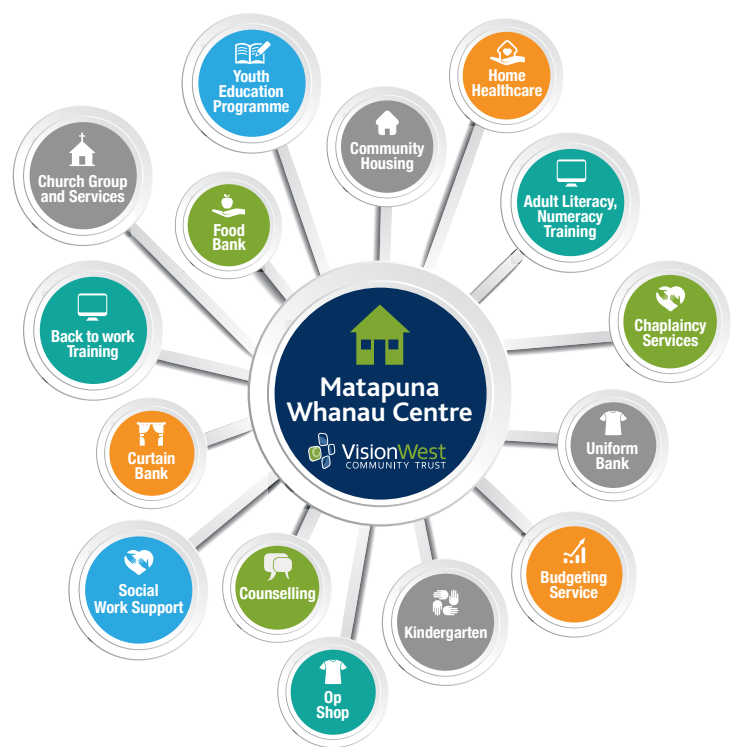 Youth
Education
Programme
Home
Healthcare
Community
Housing
Church Group
and Services
Adult Literacy,
Numeracy
Training
Food
Bank
Back to work
Training
Chaplaincy
Services
Matapuna
Whanau Centre
VisionWest
COMMUNITY TRUST
Curtain
Bank
Uniform
Bank
Social
Work Support
Counselling
Budgeting
Service
Kindergarten
Op
Shop